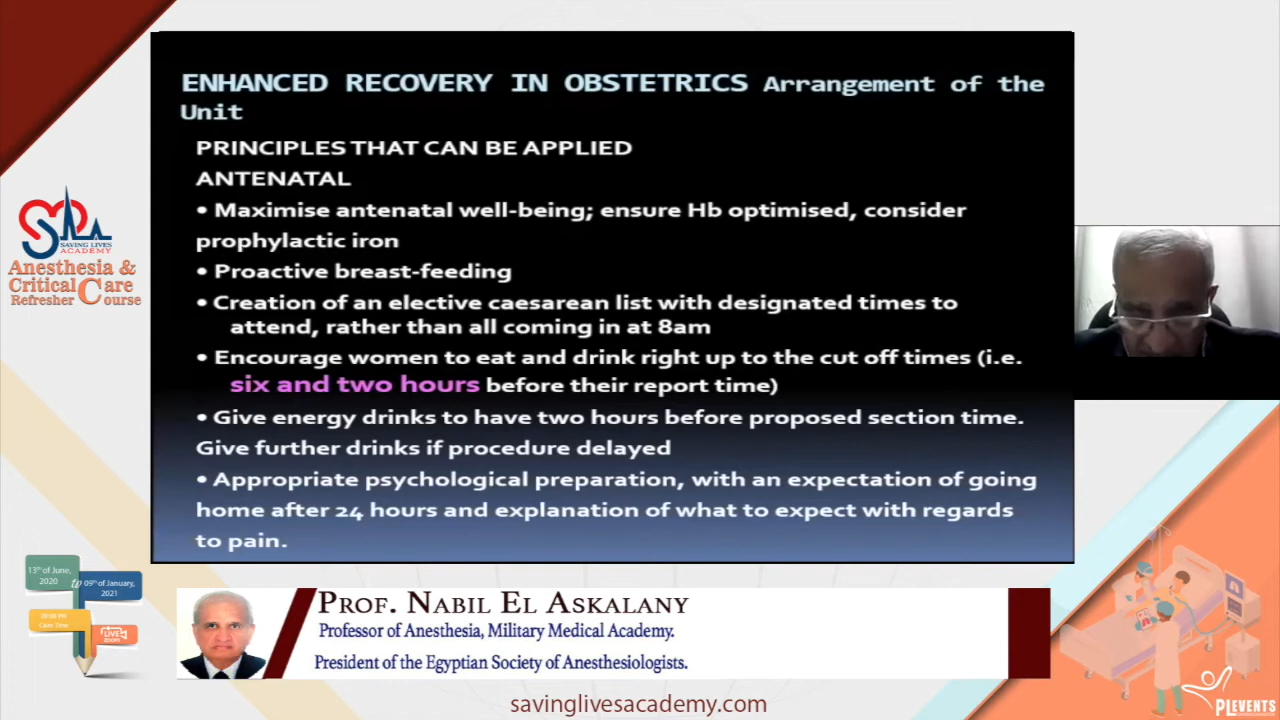 ENHANCED RECOVERY IN OBSTETRICS Arrangement of the
Unit
PRINCIPLES THAT CAN BE APPLIED
ANTENATAL
• Maximise antenatal well-being; ensure Hb optimised, consider
prophylactic iron
• Proactive breast-feeding
• Creation of an elective caesarean list with designated times to
attend, rather than all coming in at 8am
• Encourage women to eat and drink right up to the cut off times (i.e.
six and two hours before their report time)
• Give energy drinks to have two hours before proposed section time.
Give further drinks if procedure delayed
• Appropriate psychological preparation, with an expectation of going
home after 24 hours and explanation of what to expect with regards
to pain.
SAVING LIVES
ACADEMY
Anesthesia &
Critical Care
Refresher Course
13th of June,
2020
to 09th of January,
2021
Cairo Time
LIVE
ZOOM
PROF. NABIL EL ASKALANY
Professor of Anesthesia, Military Medical Academy.
President of the Egyptian Society of Anesthesiologists.
savinglivesacademy.com
PLEVENTS